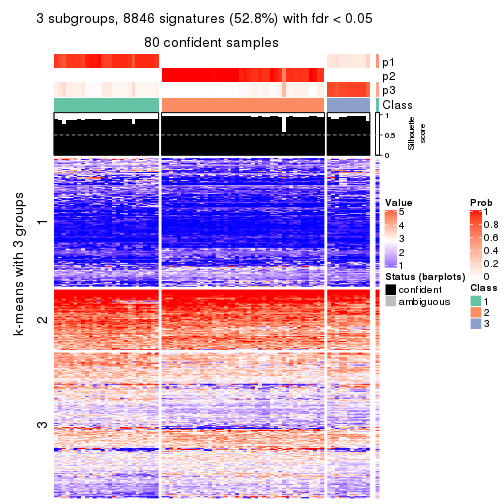 3 subgroups, 8846 signatures (52.8%) with fdr < 0.05
80 confident samples
p1
p2
p3
Class
1
0.5
0
Silhouette
score
k-means with 3 groups
1
2
3
Value
5
4
3
2
1
Status (barplots)
confident
ambiguous
Prob
1
0.8
0.6
0.4
0.2
0
Class
1
2
3